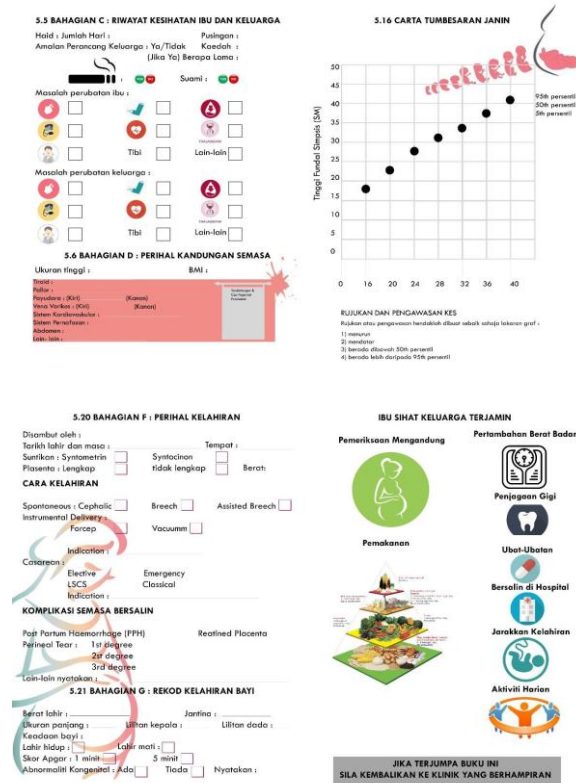 5.5 BAHAGIAN C : RIWAYAT KESIHATAN IBU DAN KELUARGA
Haid : Jumlah Hari : Pusingan :
Amalan Perancang Keluarga : Ya/Tidak Kaedah :
(Jika Ya) Berapa Lama :
: Suami :
Masalah perubatan ibu :
Tibi Lain-lain
Masalah perubatan keluarga :
Tibi Lain-lain
5.6 BAHAGIAN D : PERIHAL KANDUNGAN SEMASA
Ukuran tinggi : BMI :
Tiroid :
Pallor :
Payudara : (Kiri) (Kanan)
Vena Varikos : (Kiri) (Kanan)
Sistem Kardiovaskular :
Sistem Pernafasan :
Abdomen :
Lain- lain :
5.16 CARTA TUMBESARAN JANIN
Tinggi Fundal Simpsis (SM)
50
45
40
35
30
25
20
15
10
5
0
95th persentil
50th persentil
5th persentil
0 16 20 24 28 32 36 40
RUJUKAN DAN PENGAWASAN KES
Rujukan atau pengawasan hendaklah dibuat sebaik sahaja lakaran graf :
1) menurun
2) mendatar
3) berada dibawah 50th persentil
4) berada lebih daripada 95th persentil
5.20 BAHAGIAN F : PERIHAL KELAHIRAN
Disambut oleh :
Tarikh lahir dan masa : Tempat :
Suntikan : Syntometrin Syntocinon
Plasenta : Lengkap tidak lengkap Berat:
CARA KELAHIRAN
Spontaneous : Cephalic Breech Assisted Breech
Instrumental Delivery :
Forcep Vacuumm
Indication :
Casarean :
Elective Emergency
LSCS Classical
Indication :
KOMPLIKASI SEMASA BERSALIN
Post Partum Haemorrhage (PPH) Reatined Placenta
Perineal Tear : 1st degree
2st degree
3rd degree
Lain-lain nyatakan :
5.21 BAHAGIAN G : REKOD KELAHIRAN BAYI
Berat lahir : Jantina :
Ukuran panjang : Lilitan kepala : Lilitan dada :
Keadaan bayi :
Lahir hidup : Lahir mati :
Skor Apgar : 1 minit 5 minit
Abnormaliti Kongenital : Ada Tiada Nyatakan :
IBU SIHAT KELUARGA TERJAMIN
Pemeriksaan Mengandung
Pemakanan
Pertambahan Berat Badan
Penjagaan Gigi
Ubat-Ubatan
Bersalin di Hospital
Jarakkan Kelahiran
Aktiviti Harian
JIKA TERJUMPA BUKU INI
SILA KEMBALIKAN KE KLINIK YANG BERHAMPIRAN